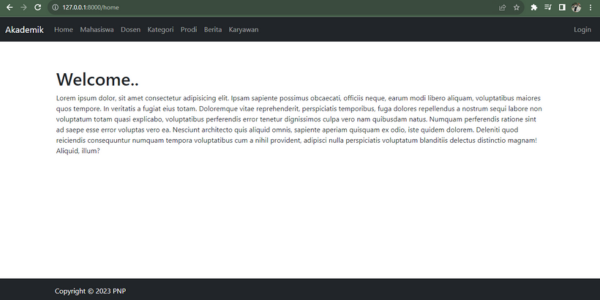 127.0.0.1:8000/home
Akademik Home Mahasiswa Dosen Kategori Prodi Berita Karyawan Login
Welcome..
Lorem ipsum dolor, sit amet consectetur adipisicing elit. Ipsam sapiente possimus obcaecati, officiis neque, earum modi libero aliquam, voluptatibus maiores
quos tempore. In veritatis a fugiat eius totam. Doloremque vitae reprehenderit, perspiciatis temporibus, fuga dolores repellendus a nostrum sequi labore non
voluptatum totam quasi explicabo, voluptatibus perferendis error tenetur dignissimos culpa vero nam quibusdam natus. Numquam perferendis ratione sint
ad saepe esse error voluptas vero ea. Nesciunt architecto quis aliquid omnis, sapiente aperiam quisquam ex odio, iste quidem dolorem. Deleniti quod
reiciendis consequuntur numquam tempora voluptatibus cum a nihil provident, adipisci nulla perspiciatis voluptatum blanditiis delectus distinctio magnam!
Aliquid, illum?
Copyright © 2023 PNP